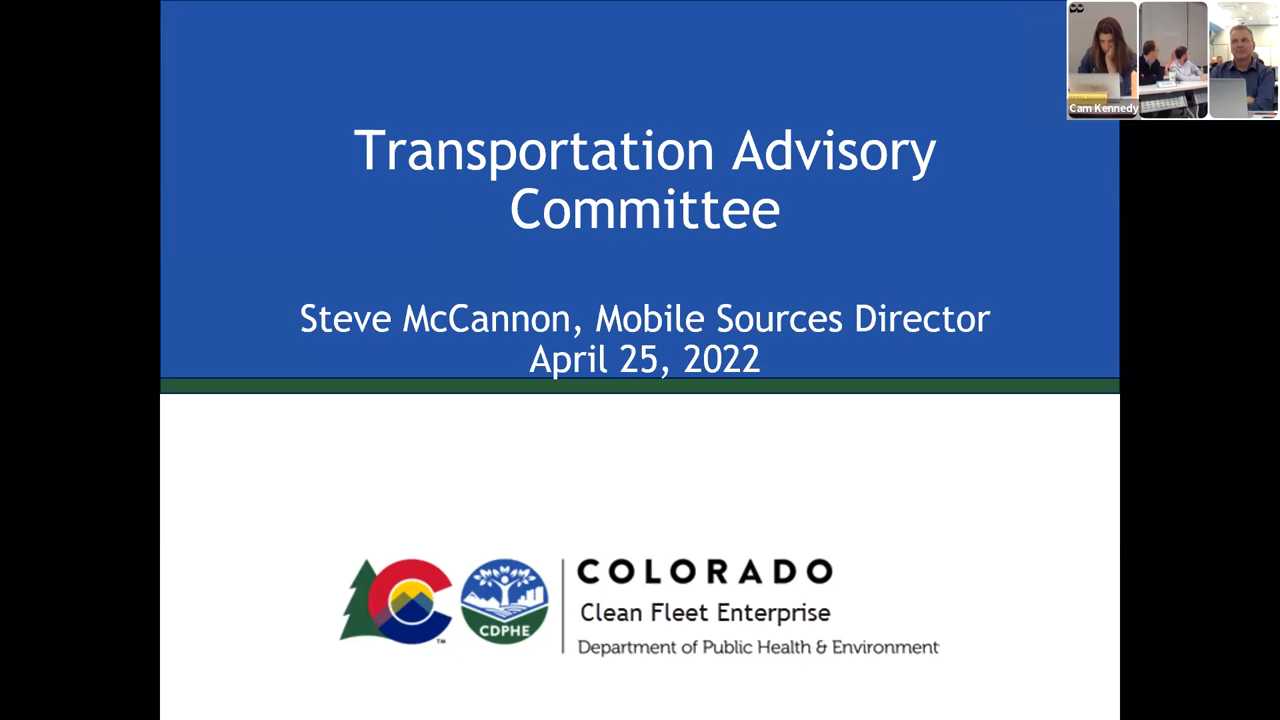 Cam Kennedy
Transportation Advisory
Committee
Steve McCannon, Mobile Sources Director
April 25, 2022
CDPHE
TM
COLORADO
Clean Fleet Enterprise
Department of Public Health & Environment